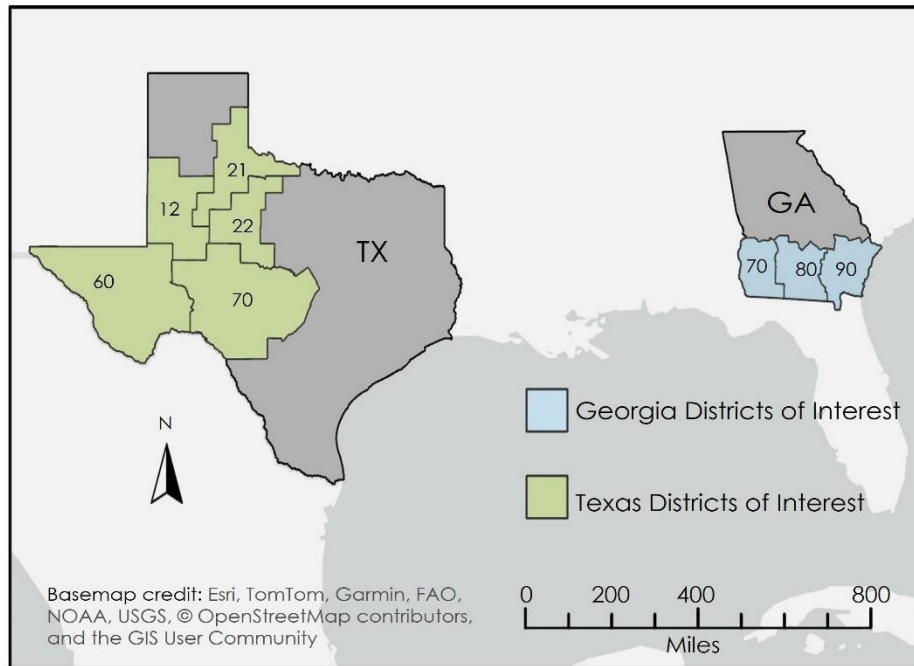 21
12
22
60
70
TX
GA
70
80
90
N
Georgia Districts of Interest
Texas Districts of Interest
Basemap credit: Esri, TomTom, Garmin, FAO,
NOAA, USGS, © OpenStreetMap contributors,
and the GIS User Community
0 200 400 800
Miles